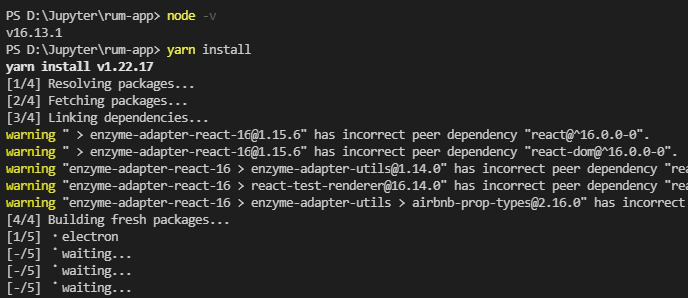 PS D:\Jupyter\rum-app> node -v
v16.13.1
PS D:\Jupyter\rum-app> yarn install
yarn install v1.22.17
[1/4] Resolving packages...
[2/4] Fetching packages...
[3/4] Linking dependencies...
warning " > enzyme-adapter-react-16@1.15.6" has incorrect peer dependency "react@^16.0.0-0".
warning " > enzyme-adapter-react-16@1.15.6" has incorrect peer dependency "react-dom@^16.0.0-0".
warning "enzyme-adapter-react-16 > enzyme-adapter-utils@1.14.0" has incorrect peer dependency "rea
warning "enzyme-adapter-react-16 > react-test-renderer@16.14.0" has incorrect peer dependency "rea
warning "enzyme-adapter-react-16 > enzyme-adapter-utils > airbnb-prop-types@2.16.0" has incorrect
[4/4] Building fresh packages...
[1/5] ⠂ electron
[-/5] ⠁ waiting...
[-/5] ⠁ waiting...
[-/5] ⠁ waiting...